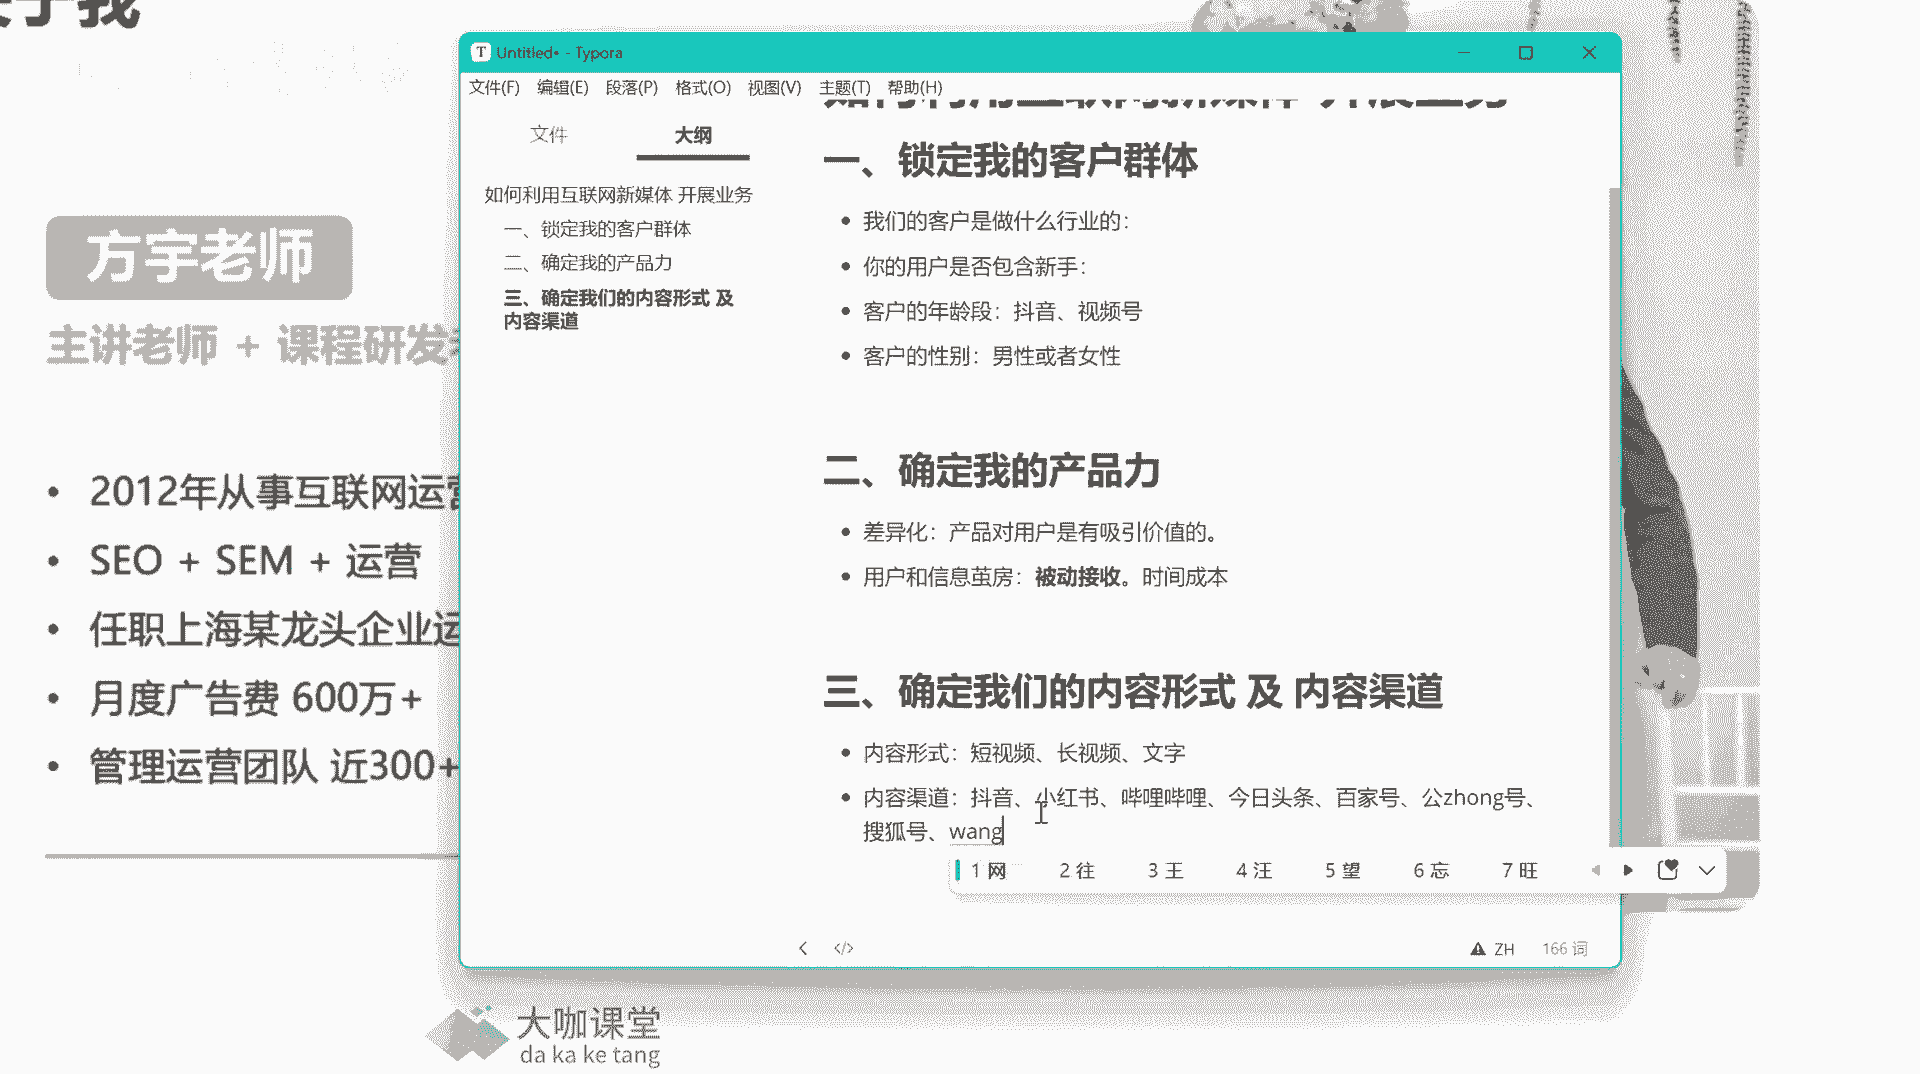 Untitled• - Typora
文件(F) 编辑(E) 段落(P) 格式(O) 视图(V) 主题(T) 帮助(H)
文件 大纲
如何利用互联网新媒体 开展业务
一、锁定我的客户群体
二、确定我的产品力
三、确定我们的内容形式 及
内容渠道
如何利用互联网新媒体 开展业务
一、锁定我的客户群体
我们的客户是做什么行业的：
你的用户是否包含新手：
客户的年龄段：抖音、视频号
客户的性别：男性或者女性
二、确定我的产品力
差异化：产品对用户是有吸引价值的。
用户和信息茧房：被动接收。时间成本
三、确定我们的内容形式 及 内容渠道
内容形式：短视频、长视频、文字
内容渠道：抖音、小红书、哔哩哔哩、今日头条、百家号、公zhong号、
搜狐号、wang
1 网 2 往 3 王 4 汪 5 望 6 忘 7 旺
</> ZH 166 词
方宇老师
主讲老师 + 课程研发
2012年从事互联网运营
SEO + SEM + 运营
任职上海某龙头企业运
月度广告费 600万+
管理运营团队 近300+
大咖课堂
da ka ke tang